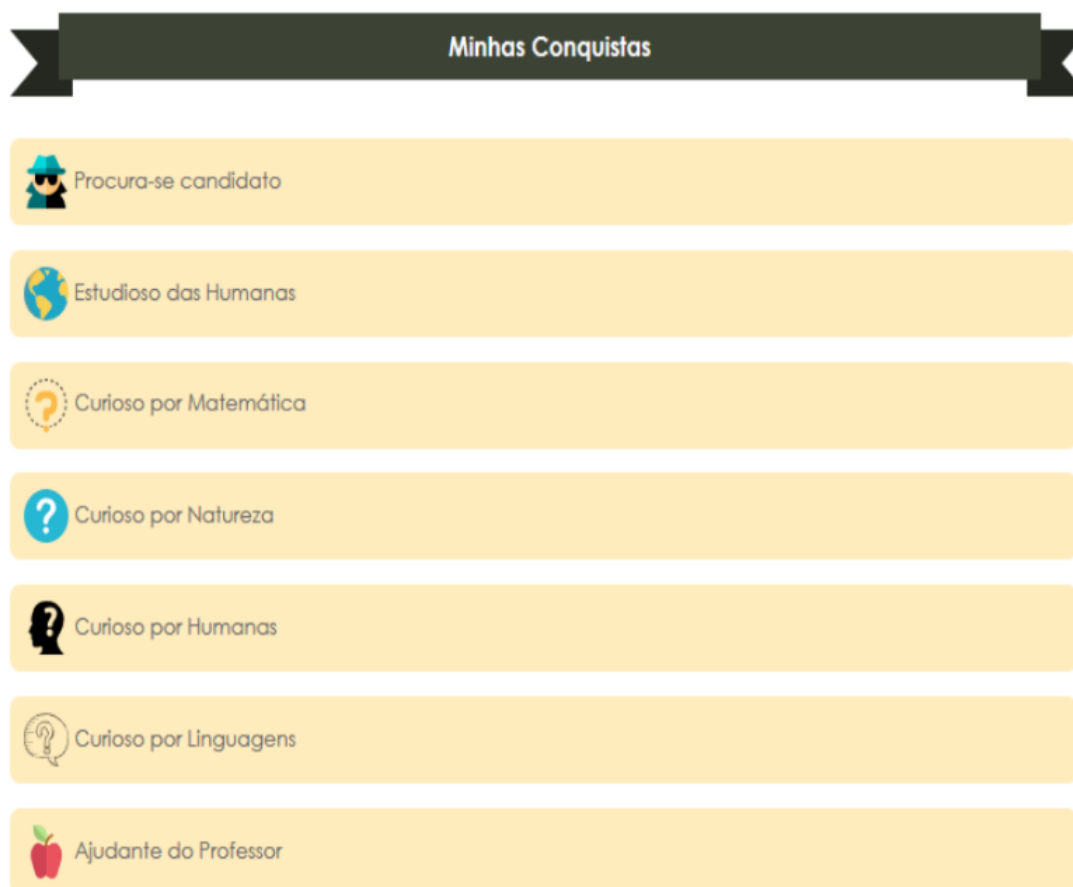 Minhas Conquistas
Procura-se candidato
Estudioso das Humanas
Curioso por Matemática
Curioso por Natureza
Curioso por Humanas
Curioso por Linguagens
Ajudante do Professor